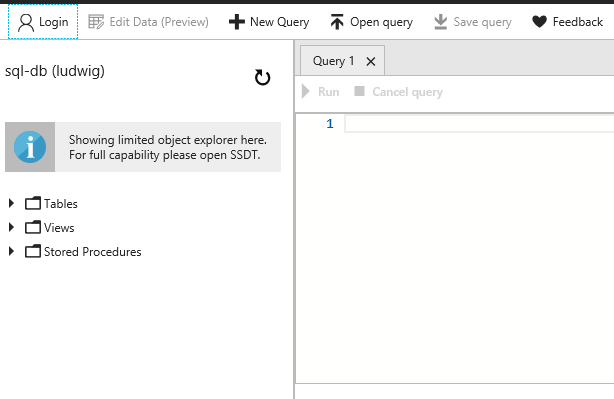 Login Edit Data (Preview) New Query Open query Save query Feedback
sql-db (ludwig)
Showing limited object explorer here.
For full capability please open SSDT.
Tables
Views
Stored Procedures
Query 1
Run Cancel query
1